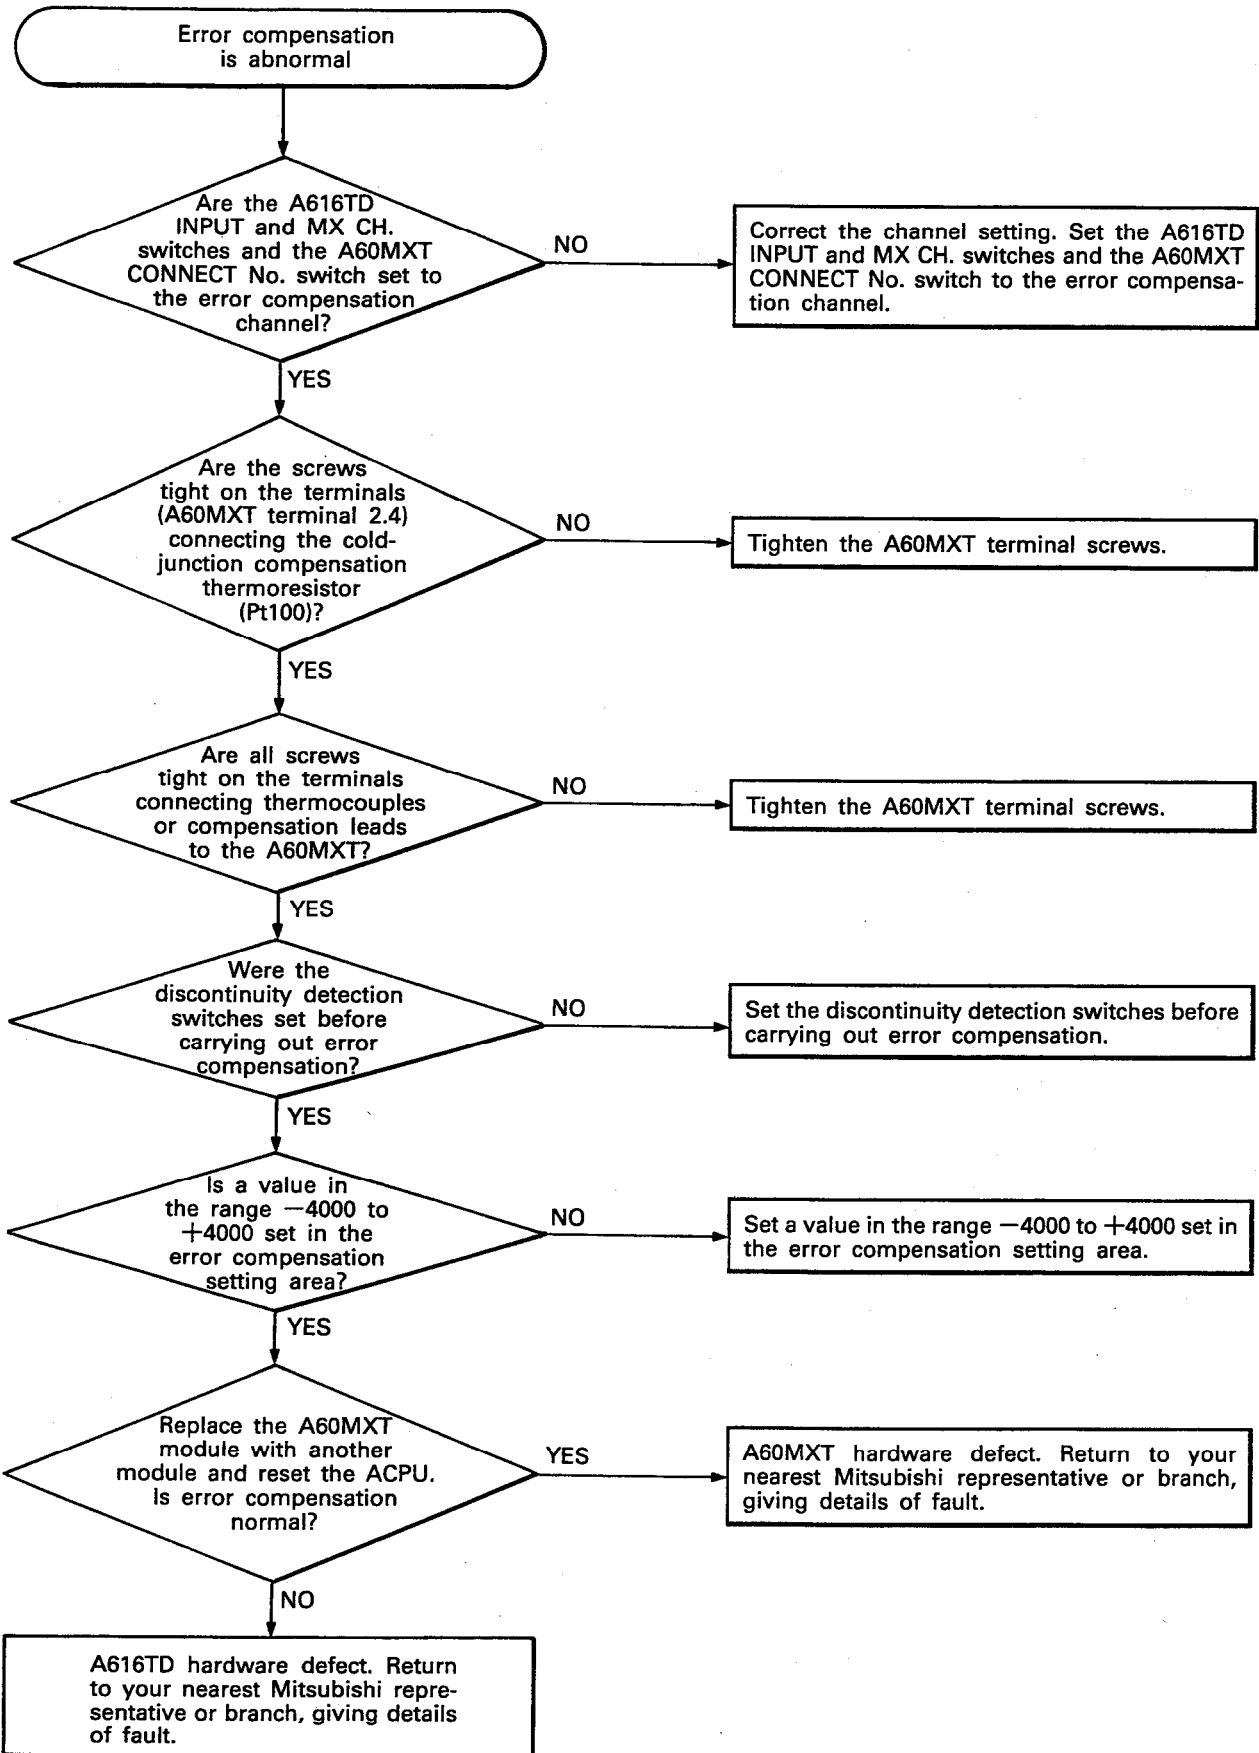 Error compensation
is abnormal
Are the A616TD
INPUT and MX CH.
switches and the A60MXT
CONNECT No. switch set to
the error compensation
channel?
NO
Correct the channel setting. Set the A616TD
INPUT and MX CH. switches and the A60MXT
CONNECT No. switch to the error compensa-
tion channel.
YES
Are the screws
tight on the terminals
(A60MXT terminal 2.4)
connecting the cold-
junction compensation
thermoresistor
(Pt100)?
NO
Tighten the A60MXT terminal screws.
YES
Are all screws
tight on the terminals
connecting thermocouples
or compensation leads
to the A60MXT?
NO
Tighten the A60MXT terminal screws.
YES
Were the
discontinuity detection
switches set before
carrying out error
compensation?
NO
Set the discontinuity detection switches before
carrying out error compensation.
YES
Is a value in
the range −4000 to
+4000 set in the
error compensation
setting area?
NO
Set a value in the range −4000 to +4000 set in
the error compensation setting area.
YES
Replace the A60MXT
module with another
module and reset the ACPU.
Is error compensation
normal?
YES
A60MXT hardware defect. Return to your
nearest Mitsubishi representative or branch,
giving details of fault.
NO
A616TD hardware defect. Return
to your nearest Mitsubishi repre-
sentative or branch, giving details
of fault.